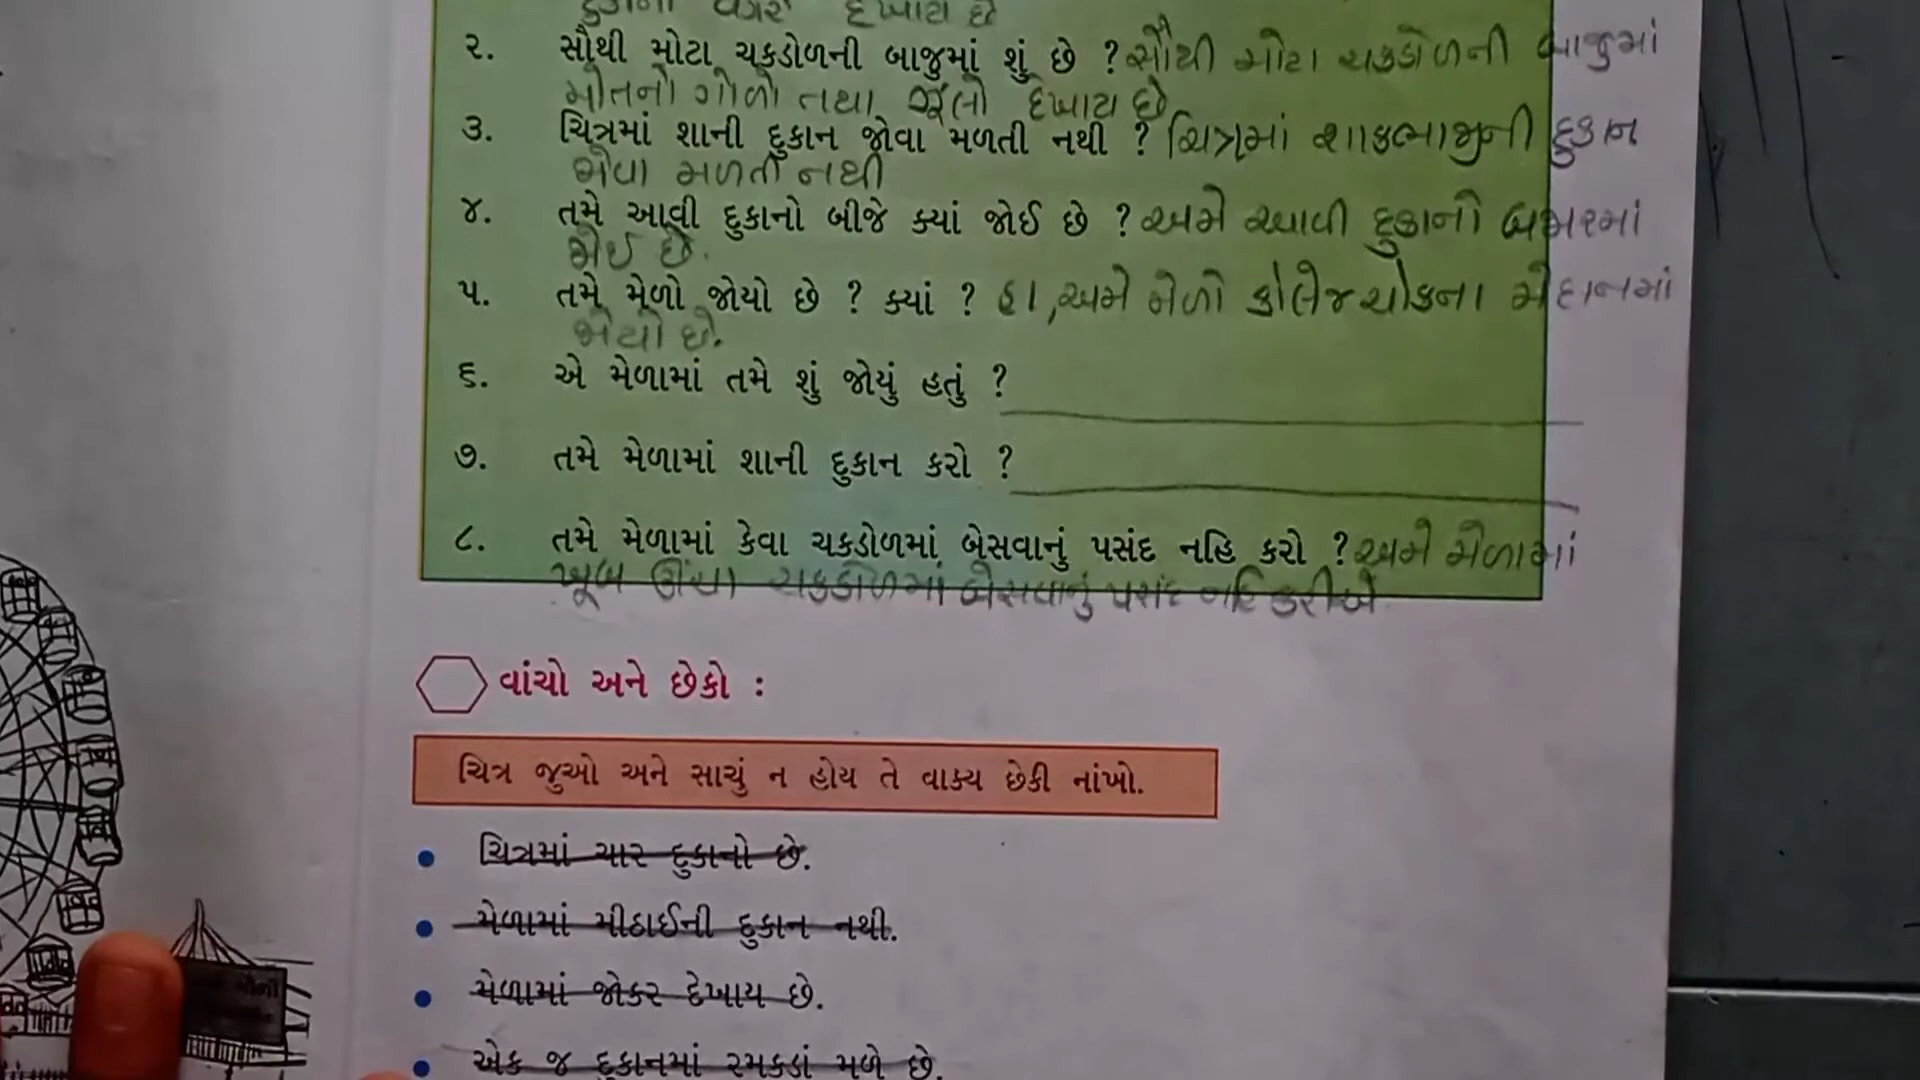 દુકાનો વગેરે દેખાય છે
૨. સૌથી મોટા ચકડોળની બાજુમાં શું છે ? સૌથી મોટા ચકડોળની બાજુમાં
મોતનો ગોળો તથા ઝૂલો દેખાય છે
૩. ચિત્રમાં શાની દુકાન જોવા મળતી નથી ? ચિત્રમાં શાકભાજીની દુકાન
જોવા મળતી નથી
૪. તમે આવી દુકાનો બીજે ક્યાં જોઈ છે ? અમે આવી દુકાનો બજારમાં
જોઈ છે.
૫. તમે મેળો જોયો છે ? ક્યાં ? હા, અમે મેળો કોલેજ ચોકના મેદાનમાં
જોયો છે.
૬. એ મેળામાં તમે શું જોયું હતું ?
૭. તમે મેળામાં શાની દુકાન કરો ?
૮. તમે મેળામાં કેવા ચકડોળમાં બેસવાનું પસંદ નહિ કરો ? અમે મેળામાં
ખૂબ ઊંચા ચકડોળમાં બેસવાનું પસંદ નહિ કરીએ
વાંચો અને છેકો :
ચિત્ર જુઓ અને સાચું ન હોય તે વાક્ય છેકી નાંખો.
• ચિત્રમાં ચાર દુકાનો છે.
• મેળામાં મીઠાઈની દુકાન નથી.
• મેળામાં જોકર દેખાય છે.
• એક જ દુકાનમાં રમકડાં મળે છે.